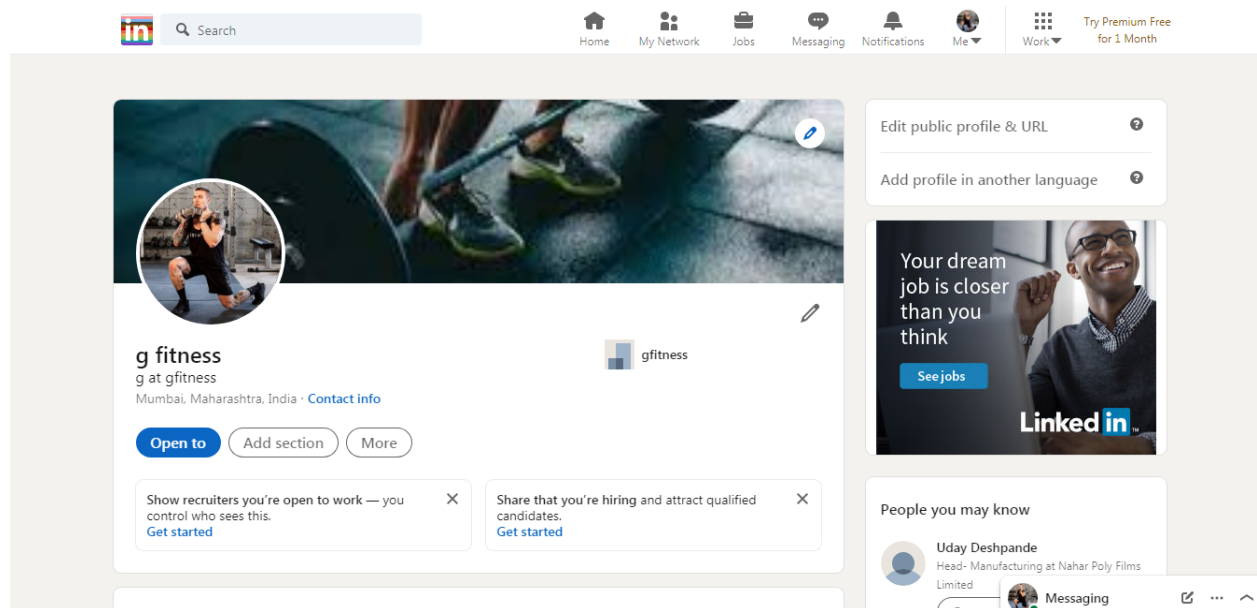 in
Search
Home
My Network
Jobs
Messaging
Notifications
Me
Work
Try Premium Free
for 1 Month
g fitness
g at gfitness
Mumbai, Maharashtra, India · Contact info
gfitness
Open to
Add section
More
Show recruiters you're open to work — you
control who sees this.
Get started
Share that you're hiring and attract qualified
candidates.
Get started
Edit public profile & URL
Add profile in another language
Your dream
job is closer
than you
think
See jobs
Linked in
People you may know
Uday Deshpande
Head- Manufacturing at Nahar Poly Films
Limited
Messaging